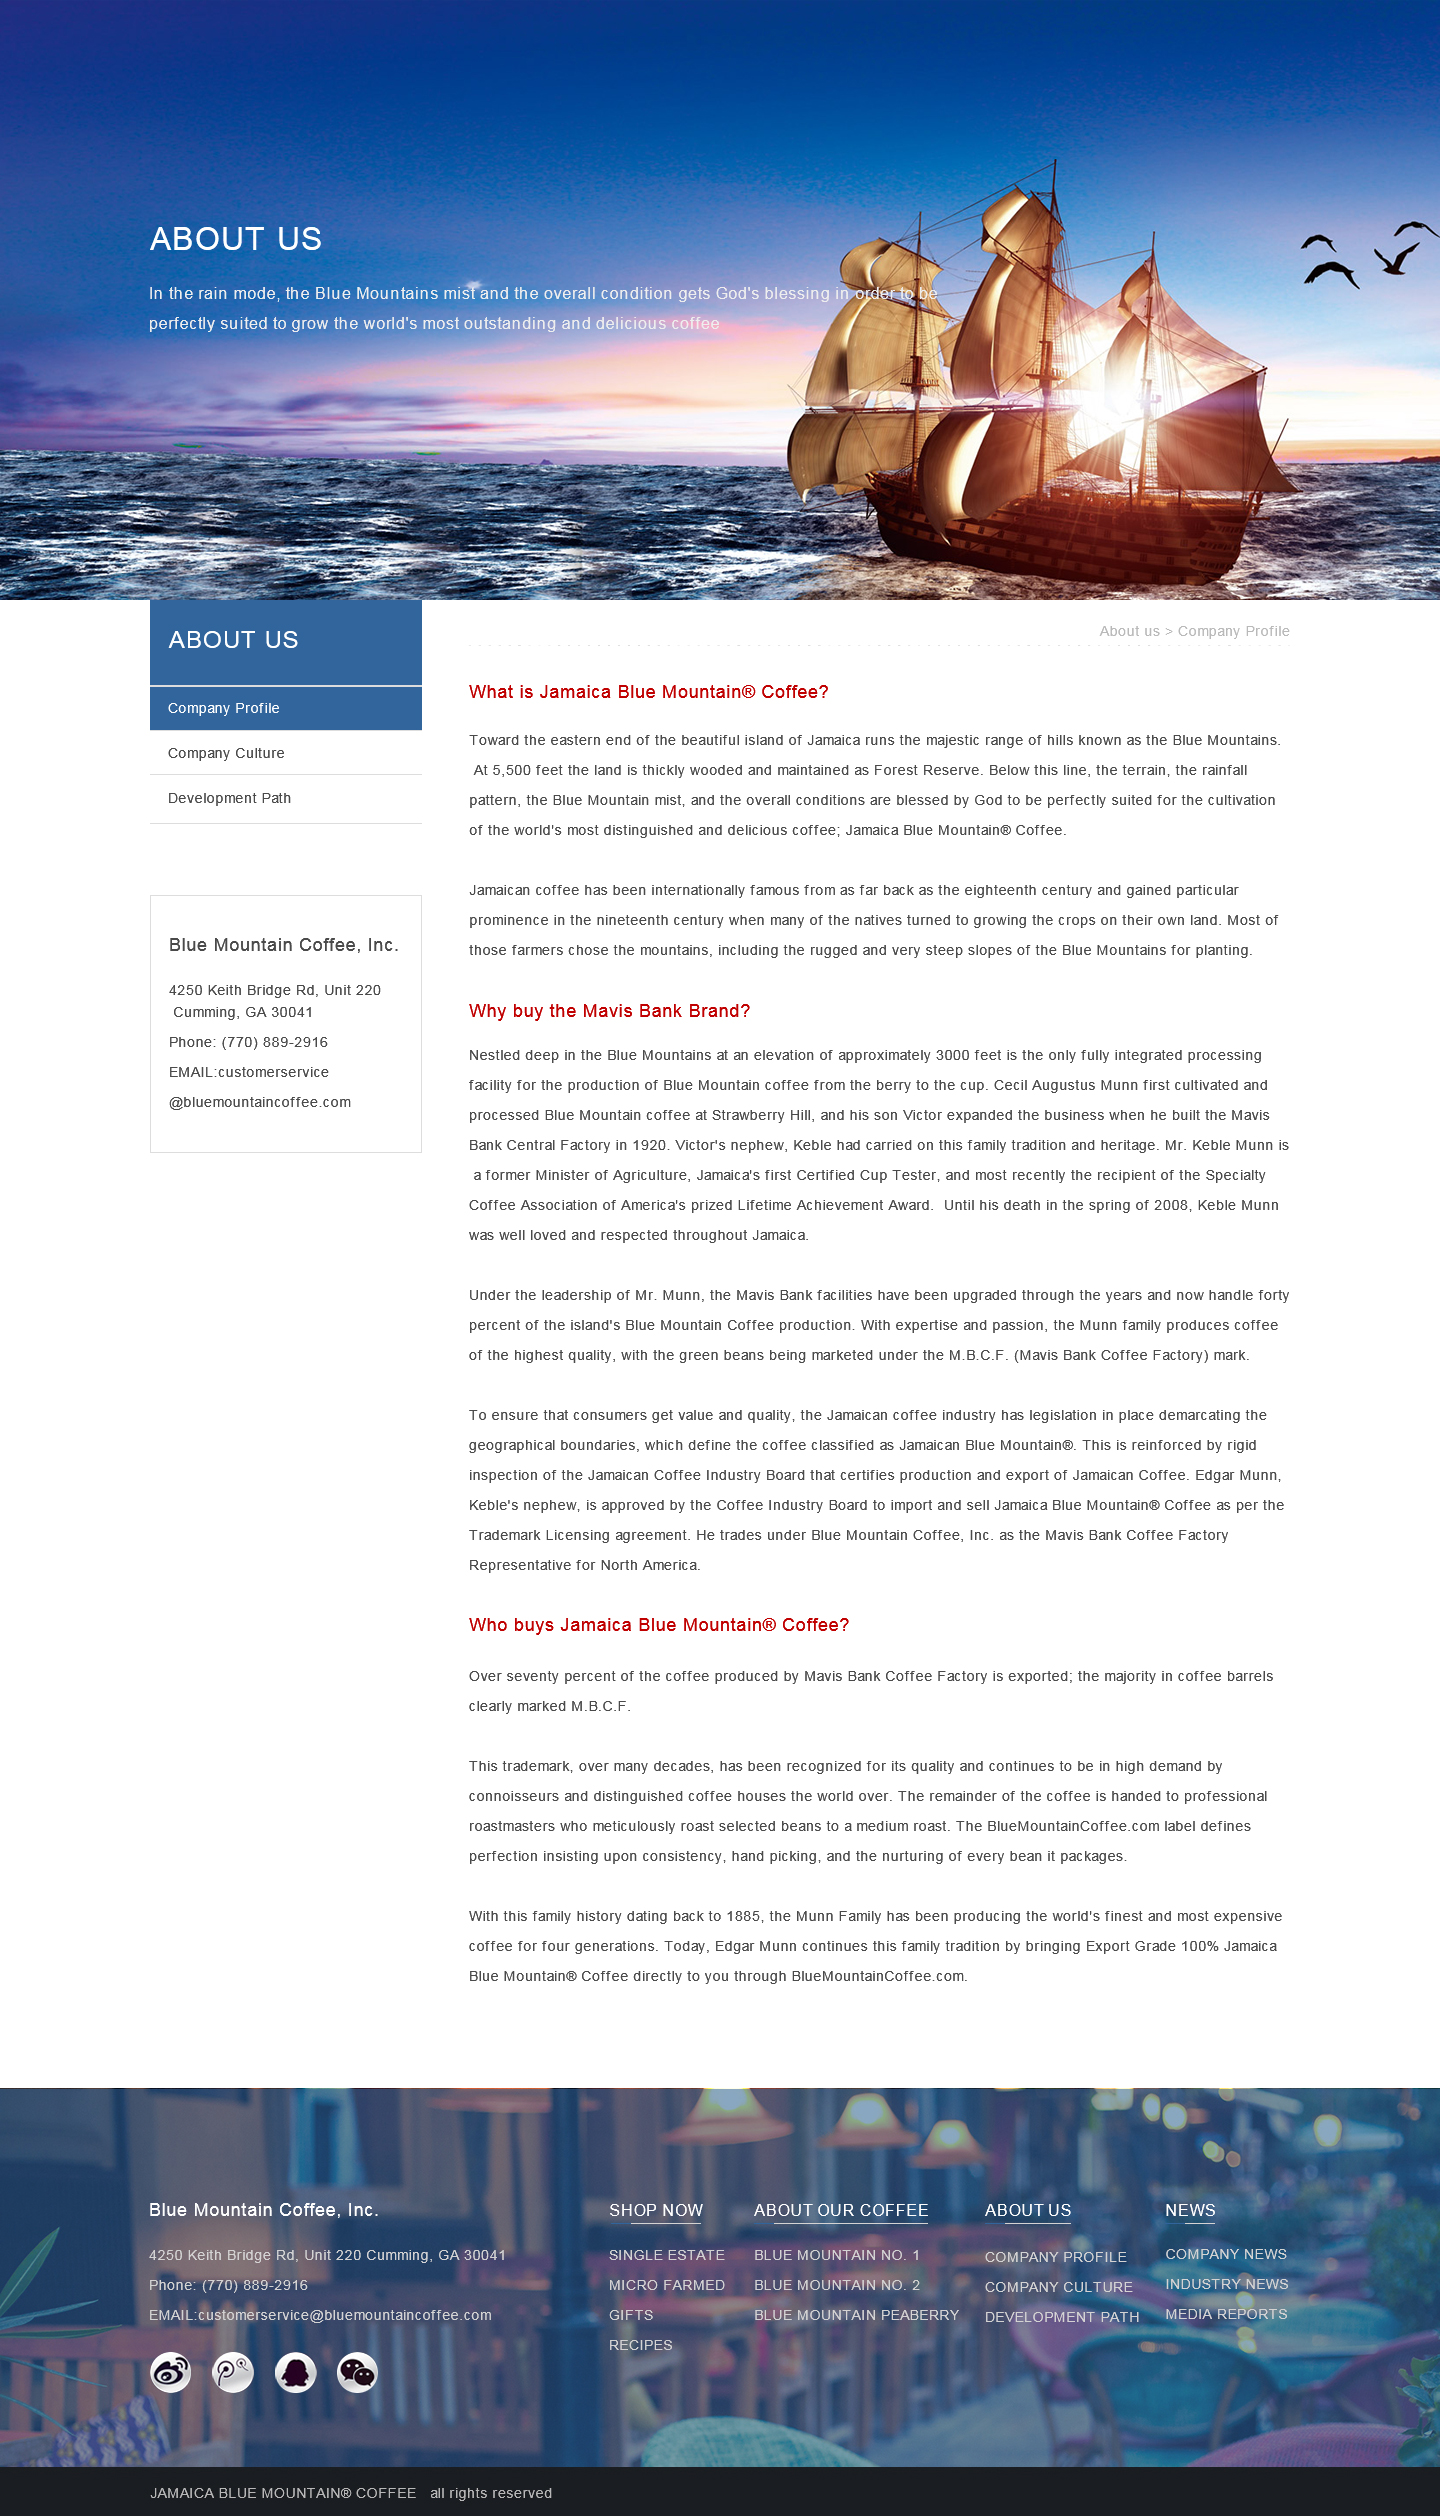 ABOUT US
In the rain mode, the Blue Mountains mist and the overall condition gets God's blessing in order to be
perfectly suited to grow the world's most outstanding and delicious coffee
ABOUT US
Company Profile
Company Culture
Development Path
Blue Mountain Coffee, Inc.
4250 Keith Bridge Rd, Unit 220
Cumming, GA 30041
Phone: (770) 889-2916
EMAIL:customerservice
@bluemountaincoffee.com
About us > Company Profile
What is Jamaica Blue Mountain® Coffee?
Toward the eastern end of the beautiful island of Jamaica runs the majestic range of hills known as the Blue Mountains.
At 5,500 feet the land is thickly wooded and maintained as Forest Reserve. Below this line, the terrain, the rainfall
pattern, the Blue Mountain mist, and the overall conditions are blessed by God to be perfectly suited for the cultivation
of the world's most distinguished and delicious coffee; Jamaica Blue Mountain® Coffee.
Jamaican coffee has been internationally famous from as far back as the eighteenth century and gained particular
prominence in the nineteenth century when many of the natives turned to growing the crops on their own land. Most of
those farmers chose the mountains, including the rugged and very steep slopes of the Blue Mountains for planting.
Why buy the Mavis Bank Brand?
Nestled deep in the Blue Mountains at an elevation of approximately 3000 feet is the only fully integrated processing
facility for the production of Blue Mountain coffee from the berry to the cup. Cecil Augustus Munn first cultivated and
processed Blue Mountain coffee at Strawberry Hill, and his son Victor expanded the business when he built the Mavis
Bank Central Factory in 1920. Victor's nephew, Keble had carried on this family tradition and heritage. Mr. Keble Munn is
a former Minister of Agriculture, Jamaica's first Certified Cup Tester, and most recently the recipient of the Specialty
Coffee Association of America's prized Lifetime Achievement Award.  Until his death in the spring of 2008, Keble Munn
was well loved and respected throughout Jamaica.
Under the leadership of Mr. Munn, the Mavis Bank facilities have been upgraded through the years and now handle forty
percent of the island's Blue Mountain Coffee production. With expertise and passion, the Munn family produces coffee
of the highest quality, with the green beans being marketed under the M.B.C.F. (Mavis Bank Coffee Factory) mark.
To ensure that consumers get value and quality, the Jamaican coffee industry has legislation in place demarcating the
geographical boundaries, which define the coffee classified as Jamaican Blue Mountain®. This is reinforced by rigid
inspection of the Jamaican Coffee Industry Board that certifies production and export of Jamaican Coffee. Edgar Munn,
Keble's nephew, is approved by the Coffee Industry Board to import and sell Jamaica Blue Mountain® Coffee as per the
Trademark Licensing agreement. He trades under Blue Mountain Coffee, Inc. as the Mavis Bank Coffee Factory
Representative for North America.
Who buys Jamaica Blue Mountain® Coffee?
Over seventy percent of the coffee produced by Mavis Bank Coffee Factory is exported; the majority in coffee barrels
clearly marked M.B.C.F.
This trademark, over many decades, has been recognized for its quality and continues to be in high demand by
connoisseurs and distinguished coffee houses the world over. The remainder of the coffee is handed to professional
roastmasters who meticulously roast selected beans to a medium roast. The BlueMountainCoffee.com label defines
perfection insisting upon consistency, hand picking, and the nurturing of every bean it packages.
With this family history dating back to 1885, the Munn Family has been producing the world's finest and most expensive
coffee for four generations. Today, Edgar Munn continues this family tradition by bringing Export Grade 100% Jamaica
Blue Mountain® Coffee directly to you through BlueMountainCoffee.com.
Blue Mountain Coffee, Inc.
4250 Keith Bridge Rd, Unit 220 Cumming, GA 30041
Phone: (770) 889-2916
EMAIL:customerservice@bluemountaincoffee.com
SHOP NOW
SINGLE ESTATE
MICRO FARMED
GIFTS
RECIPES
ABOUT OUR COFFEE
BLUE MOUNTAIN NO. 1
BLUE MOUNTAIN NO. 2
BLUE MOUNTAIN PEABERRY
ABOUT US
COMPANY PROFILE
COMPANY CULTURE
DEVELOPMENT PATH
NEWS
COMPANY NEWS
INDUSTRY NEWS
MEDIA REPORTS
JAMAICA BLUE MOUNTAIN® COFFEE   all rights reserved